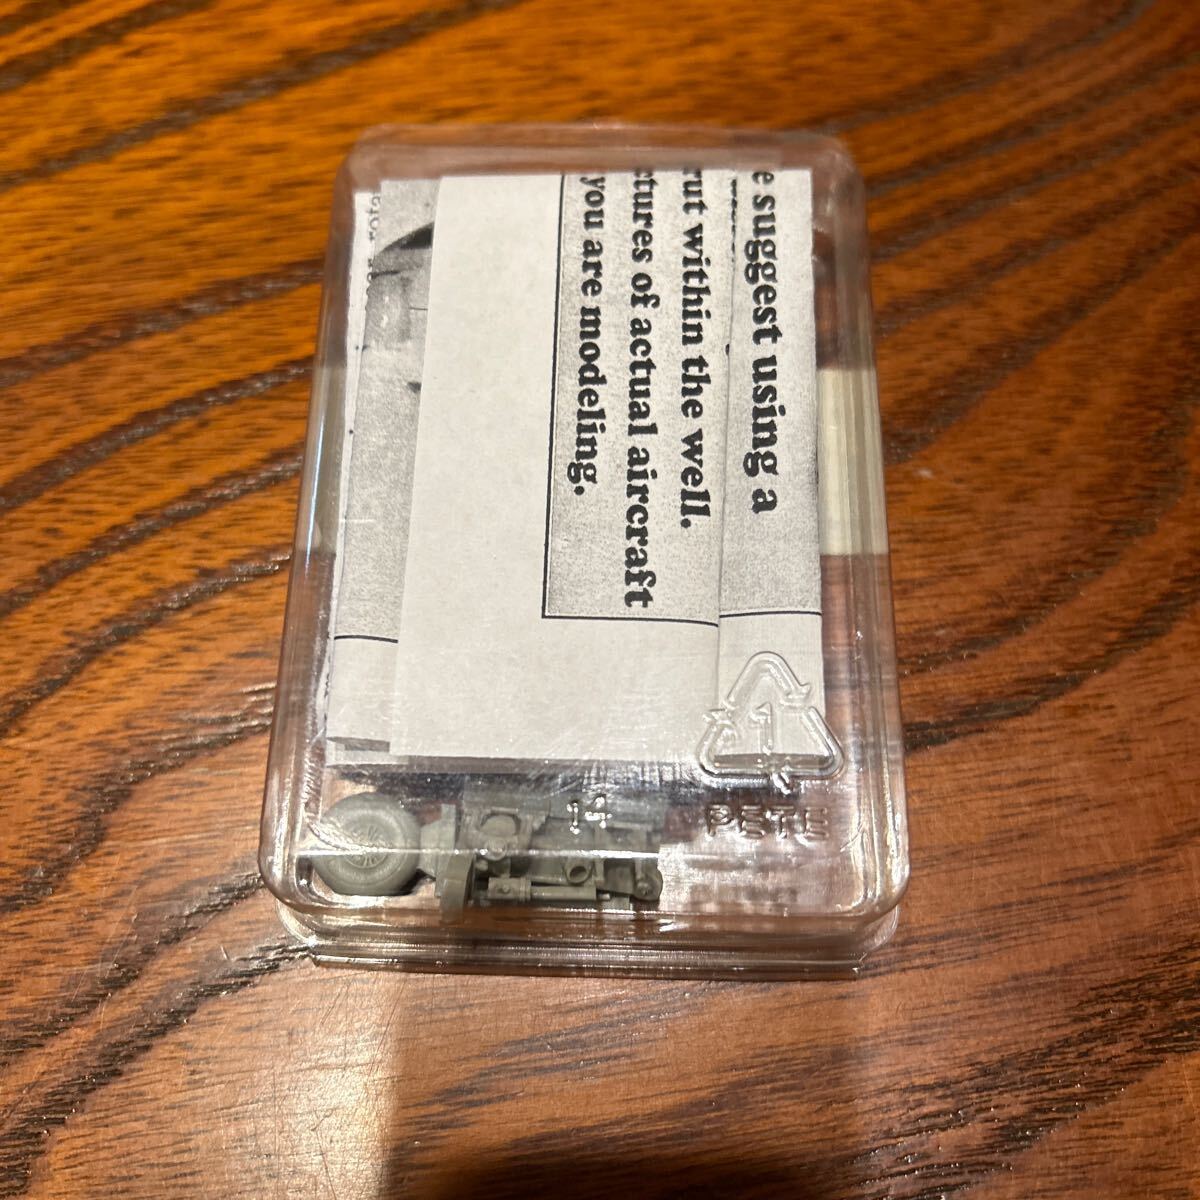 e suggest using a
rut within the well.
ctures of actual aircraft
you are modeling.
1
PETE
14